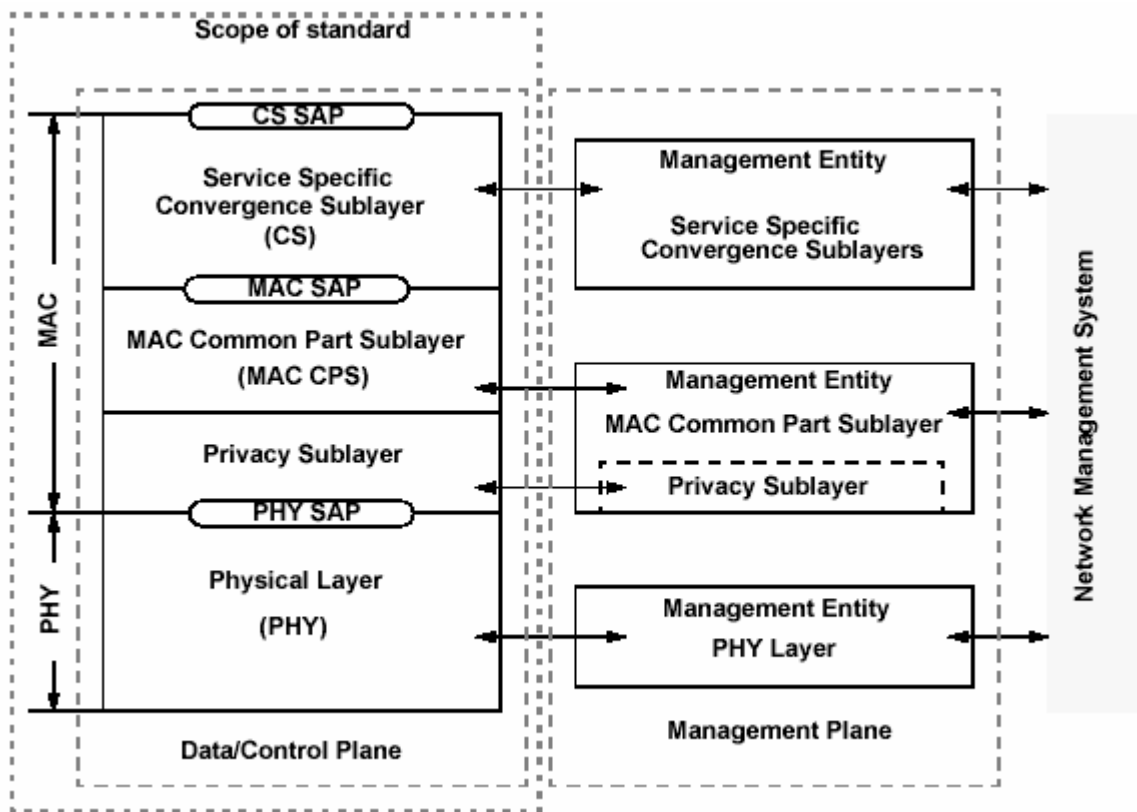 Scope of standard
CS SAP
Service Specific
Convergence Sublayer
(CS)
MAC SAP
MAC Common Part Sublayer
(MAC CPS)
Privacy Sublayer
PHY SAP
Physical Layer
(PHY)
Data/Control Plane
MAC
PHY
Management Entity
Service Specific
Convergence Sublayers
Management Entity
MAC Common Part Sublayer
Privacy Sublayer
Management Entity
PHY Layer
Management Plane
Network Management System